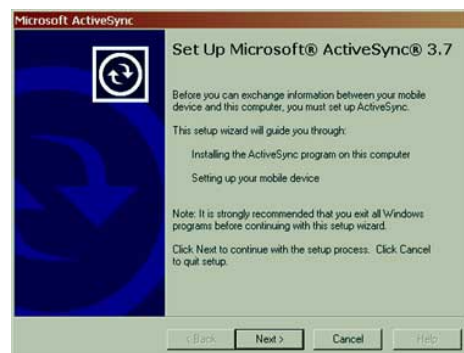 Microsoft ActiveSync
Set Up Microsoft® ActiveSync® 3.7
Before you can exchange information between your mobile
device and this computer, you must set up ActiveSync.
This setup wizard will guide you through:
Installing the ActiveSync program on this computer
Setting up your mobile device
Note: It is strongly recommended that you exit all Windows
programs before continuing with this setup wizard.
Click Next to continue with the setup process. Click Cancel
to quit setup.
< Back Next > Cancel Help